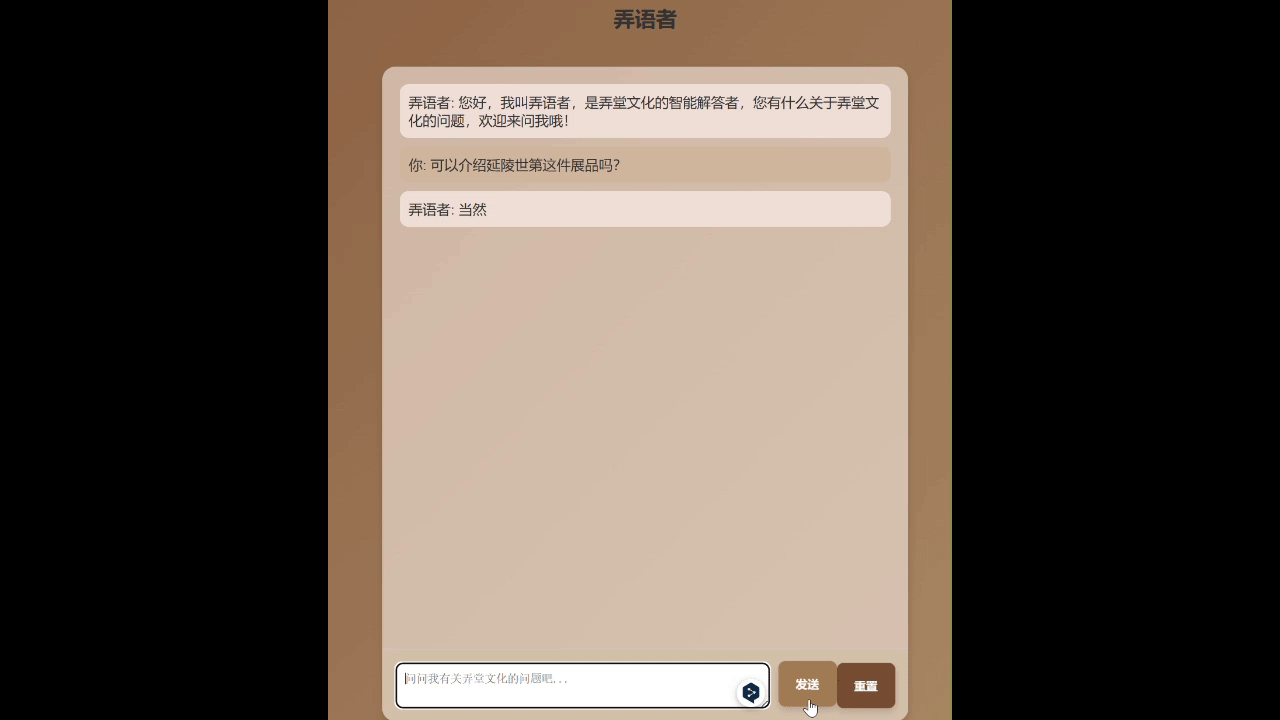 弄语者
弄语者: 您好，我叫弄语者，是弄堂文化的智能解答者，您有什么关于弄堂文
化的问题，欢迎来问我哦！
你: 可以介绍延陵世第这件展品吗？
弄语者: 当然
问问我有关弄堂文化的问题吧...
发送
重置